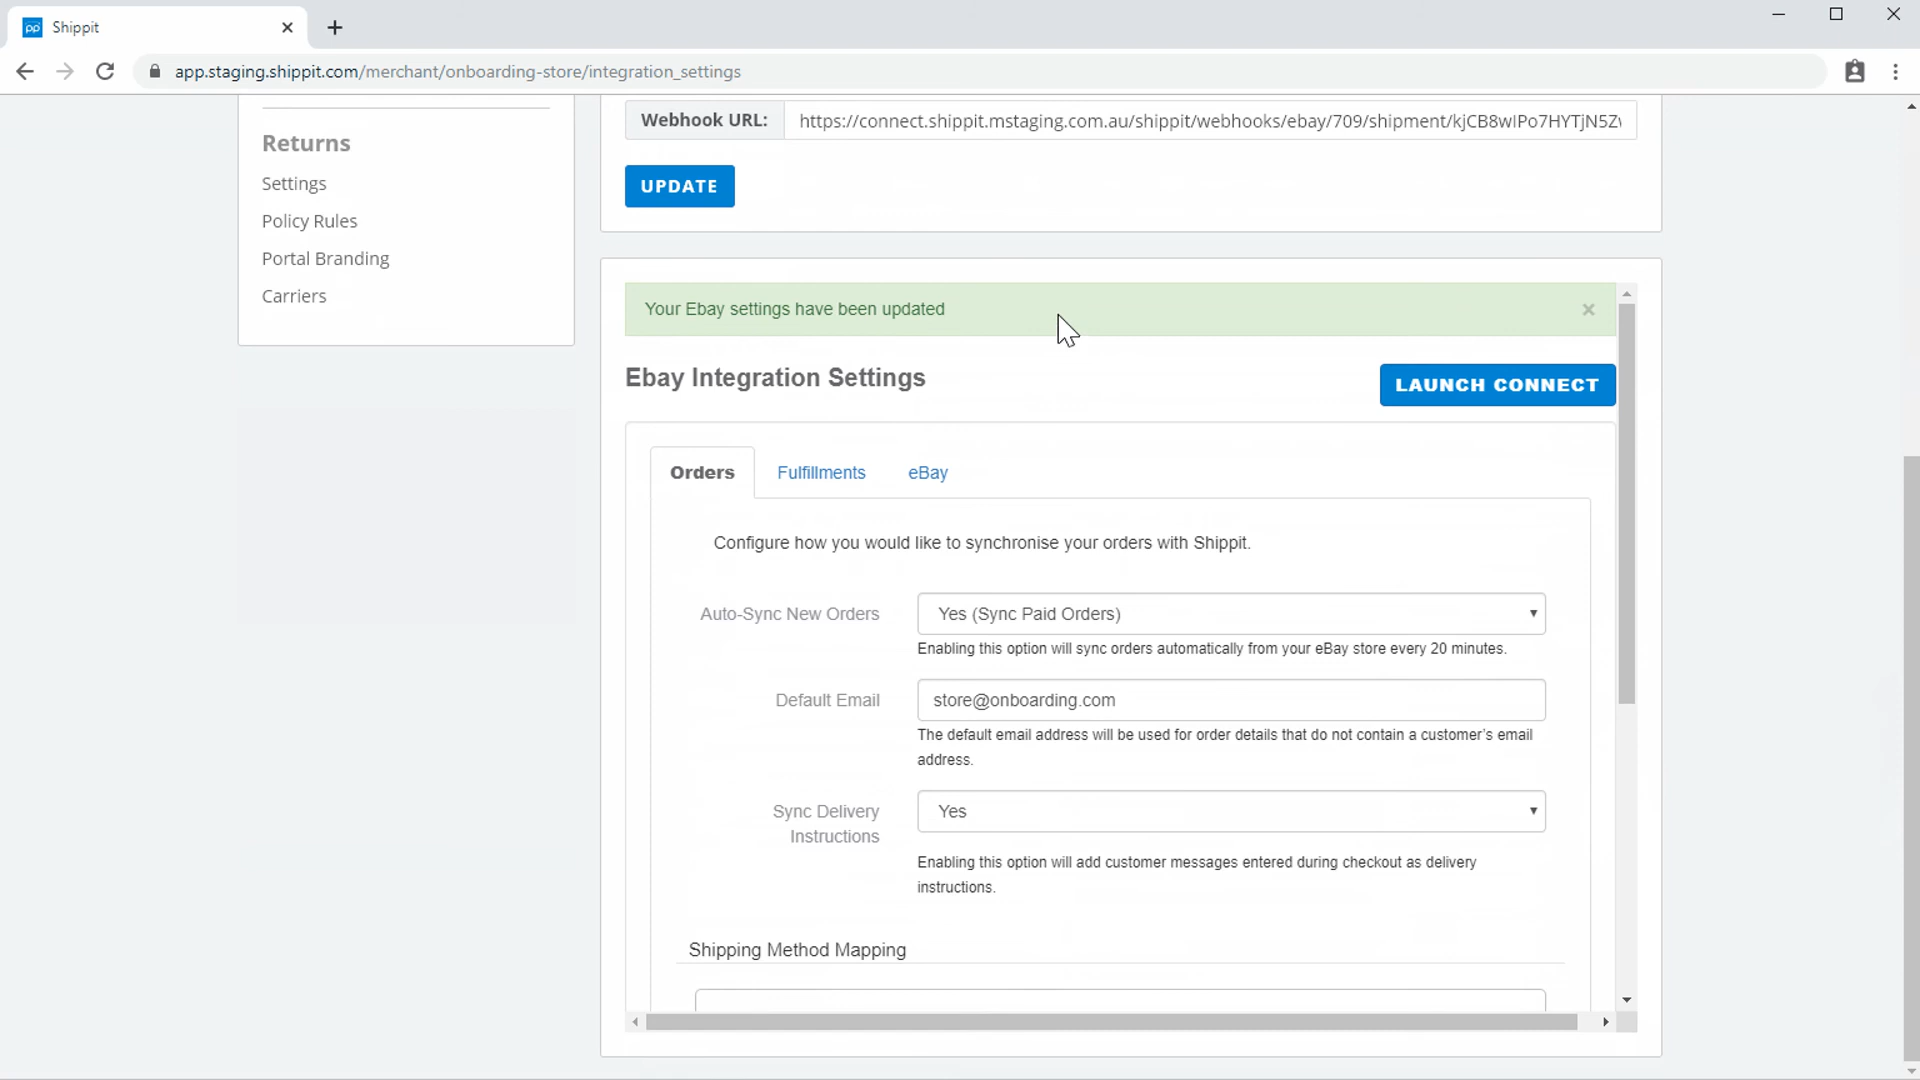 Shippit
app.staging.shippit.com/merchant/onboarding-store/integration_settings
Returns
Settings
Policy Rules
Portal Branding
Carriers
Webhook URL:
https://connect.shippit.mstaging.com.au/shippit/webhooks/ebay/709/shipment/
UPDATE
Your Ebay settings have been updated
Ebay Integration Settings
LAUNCH CONNECT
Orders
Fulfillments
eBay
Configure how you would like to synchronise your orders with Shippit.
Auto-Sync New Orders
Yes (Sync Paid Orders)
Enabling this option will sync orders automatically from your eBay store every 20 minutes.
Default Email
store@onboarding.com
The default email address will be used for order details that do not contain a customer's email
address.
Sync Delivery
Instructions
Yes
Enabling this option will add customer messages entered during checkout as delivery
instructions.
Shipping Method Mapping